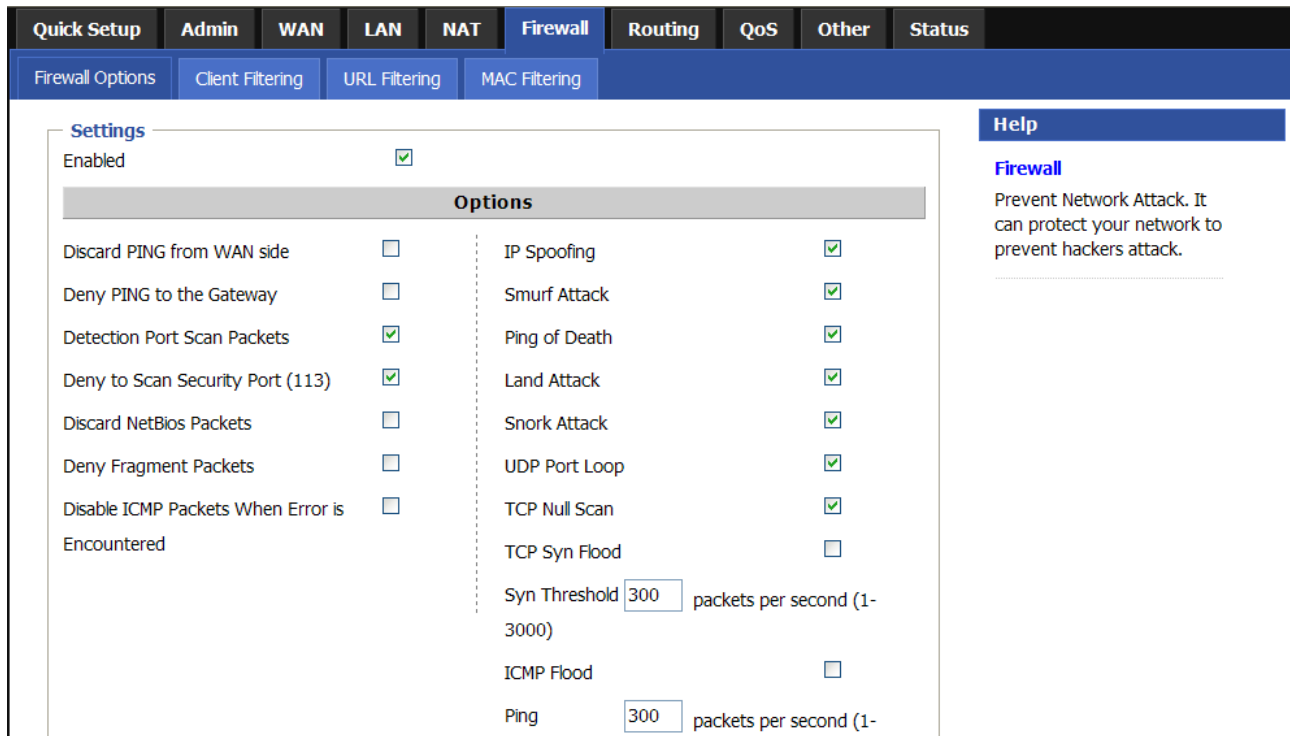 Quick Setup Admin WAN LAN NAT Firewall Routing QoS Other Status
Firewall Options Client Filtering URL Filtering MAC Filtering
Settings
Enabled
Options
Discard PING from WAN side
Deny PING to the Gateway
Detection Port Scan Packets
Deny to Scan Security Port (113)
Discard NetBios Packets
Deny Fragment Packets
Disable ICMP Packets When Error is
Encountered
IP Spoofing
Smurf Attack
Ping of Death
Land Attack
Snork Attack
UDP Port Loop
TCP Null Scan
TCP Syn Flood
Syn Threshold 300 packets per second (1-
3000)
ICMP Flood
Ping 300 packets per second (1-
Help
Firewall
Prevent Network Attack. It
can protect your network to
prevent hackers attack.